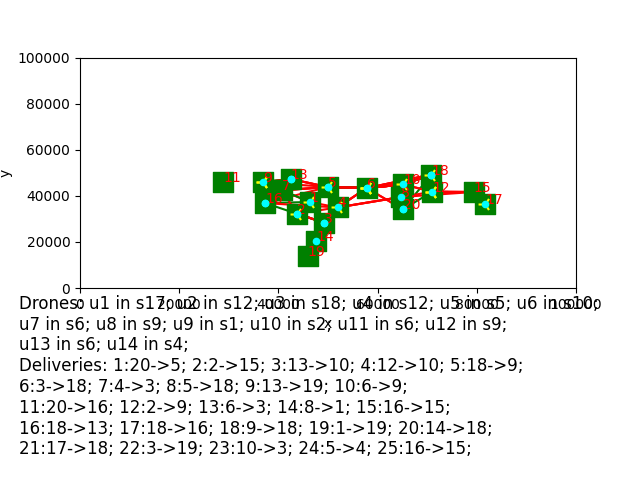 100000
80000
60000
40000
20000
0
y
11
3
18
2
15
17
0 20000 40000 60000 80000 100000
x
Drones: u1 in s17; u2 in s12; u3 in s18; u4 in s12; u5 in s5; u6 in s10;
u7 in s6; u8 in s9; u9 in s1; u10 in s2; u11 in s6; u12 in s9;
u13 in s6; u14 in s4;
Deliveries: 1:20->5; 2:2->15; 3:13->10; 4:12->10; 5:18->9;
6:3->18; 7:4->3; 8:5->18; 9:13->19; 10:6->9;
11:20->16; 12:2->9; 13:6->3; 14:8->1; 15:16->15;
16:18->13; 17:18->16; 18:9->18; 19:1->19; 20:14->18;
21:17->18; 22:3->19; 23:10->3; 24:5->4; 25:16->15;